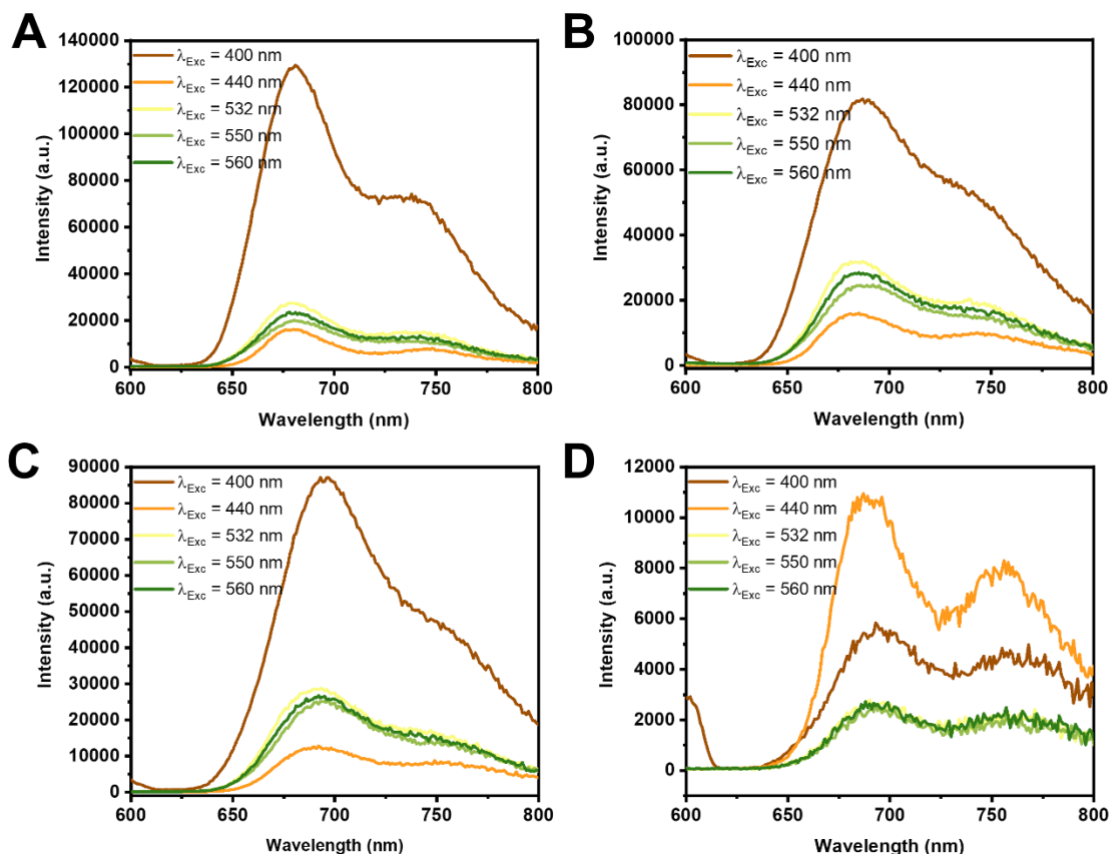 A
140000
120000
100000
80000
60000
40000
20000
0
Intensity (a.u.)
λExc = 400 nm
λExc = 440 nm
λExc = 532 nm
λExc = 550 nm
λExc = 560 nm
600 650 700 750 800
Wavelength (nm)
B
100000
80000
60000
40000
20000
0
Intensity (a.u.)
λExc = 400 nm
λExc = 440 nm
λExc = 532 nm
λExc = 550 nm
λExc = 560 nm
600 650 700 750 800
Wavelength (nm)
C
90000
80000
70000
60000
50000
40000
30000
20000
10000
0
Intensity (a.u.)
λExc = 400 nm
λExc = 440 nm
λExc = 532 nm
λExc = 550 nm
λExc = 560 nm
600 650 700 750 800
Wavelength (nm)
D
12000
10000
8000
6000
4000
2000
0
Intensity (a.u.)
λExc = 400 nm
λExc = 440 nm
λExc = 532 nm
λExc = 550 nm
λExc = 560 nm
600 650 700 750 800
Wavelength (nm)